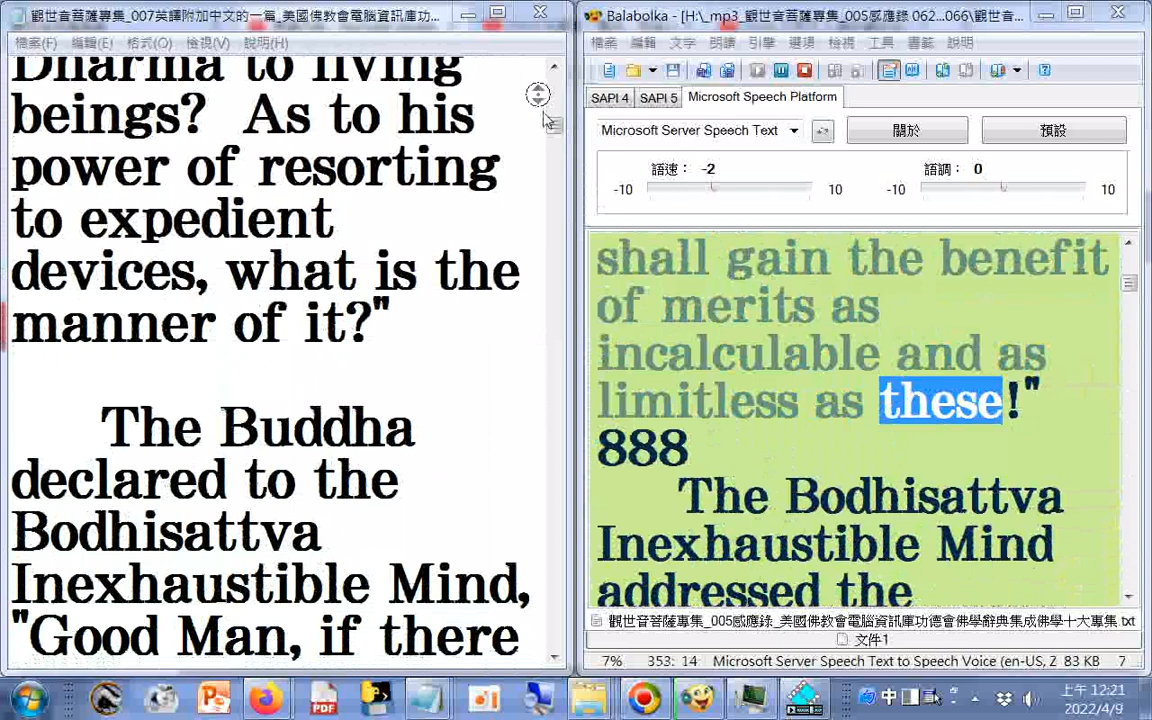 觀世音菩薩專集_007英譯附加中文的一篇_美國佛教會電腦資訊庫功...
檔案(F) 編輯(E) 格式(O) 檢視(V) 說明(H)
Dharma to living
beings? As to his
power of resorting
to expedient
devices, what is the
manner of it?"
The Buddha
declared to the
Bodhisattva
Inexhaustible Mind,
"Good Man, if there
Balabolka - [H:\_mp3_觀世音菩薩專集_005感應錄 062...066\觀世音...
檔案 編輯 文字 朗讀 引擎 選項 檢視 工具 書籤 說明
SAPI 4 SAPI 5 Microsoft Speech Platform
Microsoft Server Speech Text 關於 預設
語速: -2 語調: 0
-10 10 -10 10
shall gain the benefit
of merits as
incalculable and as
limitless as these!"
888
The Bodhisattva
Inexhaustible Mind
addressed the
觀世音菩薩專集_005感應錄_美國佛教會電腦資訊庫功德會佛學辭典集成佛學十大專集 txt
文件1
7% 353: 14 Microsoft Server Speech Text to Speech Voice (en-US, Z 83 KB 7
中
上午 12:21
2022/4/9